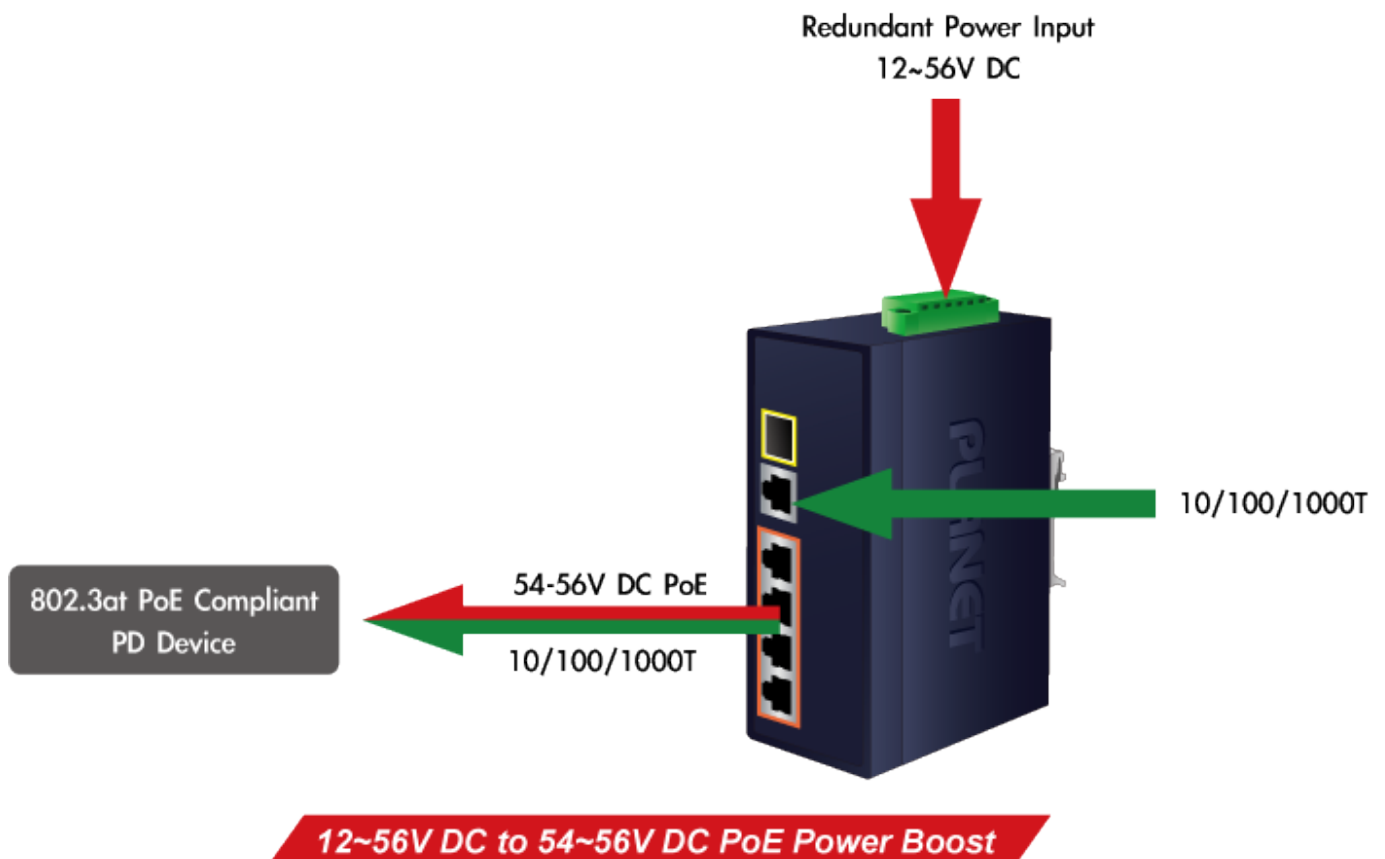 Redundant Power Input
12~56V DC
PLANET
10/100/1000T
54-56V DC PoE
10/100/1000T
802.3at PoE Compliant
PD Device
12~56V DC to 54~56V DC PoE Power Boost